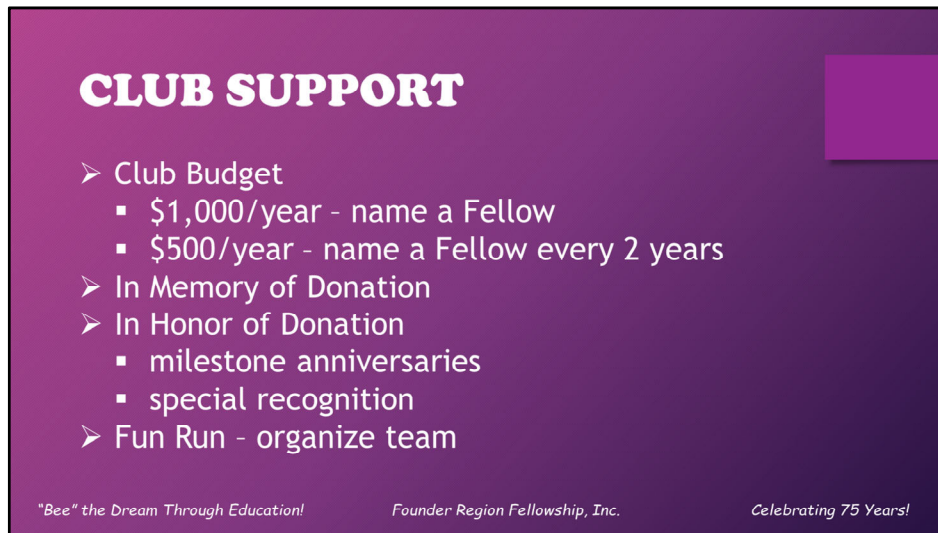 CLUB SUPPORT
➢ Club Budget
▪ $1,000/year – name a Fellow
▪ $500/year – name a Fellow every 2 years
➢ In Memory of Donation
➢ In Honor of Donation
▪ milestone anniversaries
▪ special recognition
➢ Fun Run – organize team
"Bee" the Dream Through Education! Founder Region Fellowship, Inc. Celebrating 75 Years!